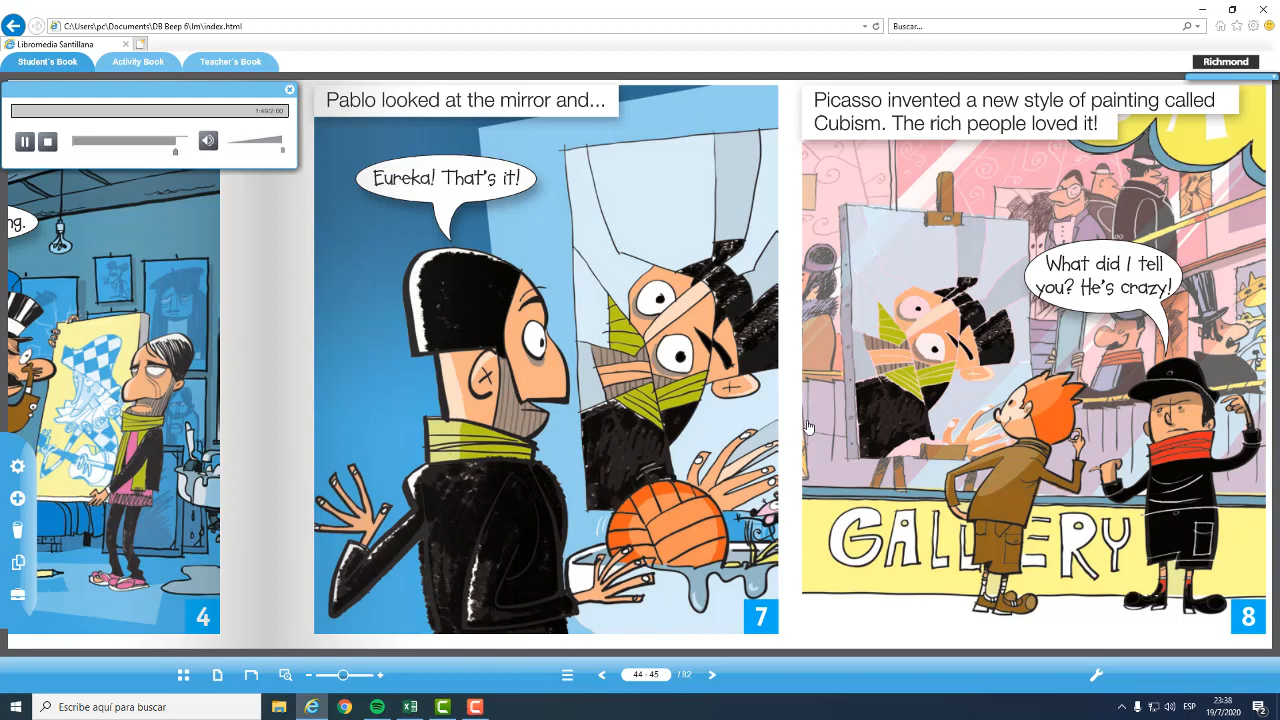 C:\Users\pc\Documents\DB Beep 6\lm\index.html
Buscar...
Libromedia Santillana
Student´s Book
Activity Book
Teacher´s Book
Richmond
1:49/2:00
Pablo looked at the mirror and...
Picasso invented a new style of painting called
Cubism. The rich people loved it!
ng.
Eureka! That's it!
What did I tell
you? He's crazy!
GALLERY
4
7
8
44 - 45
/ 82
Escribe aquí para buscar
ESP
23:38
19/7/2020
2